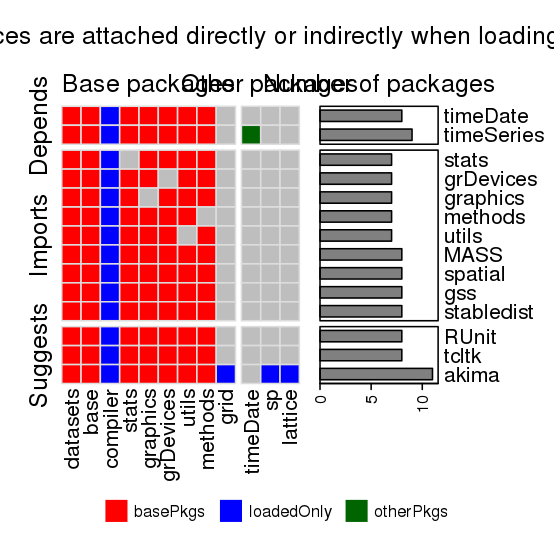 ces are attached directly or indirectly when loading
Base packages
Other packages
Number of packages
Depends
Imports
Suggests
timeDate
timeSeries
stats
grDevices
graphics
methods
utils
MASS
spatial
gss
stabledist
RUnit
tcltk
akima
datasets
base
compiler
stats
graphics
grDevices
utils
methods
grid
timeDate
sp
lattice
0 5 10
basePkgs loadedOnly otherPkgs